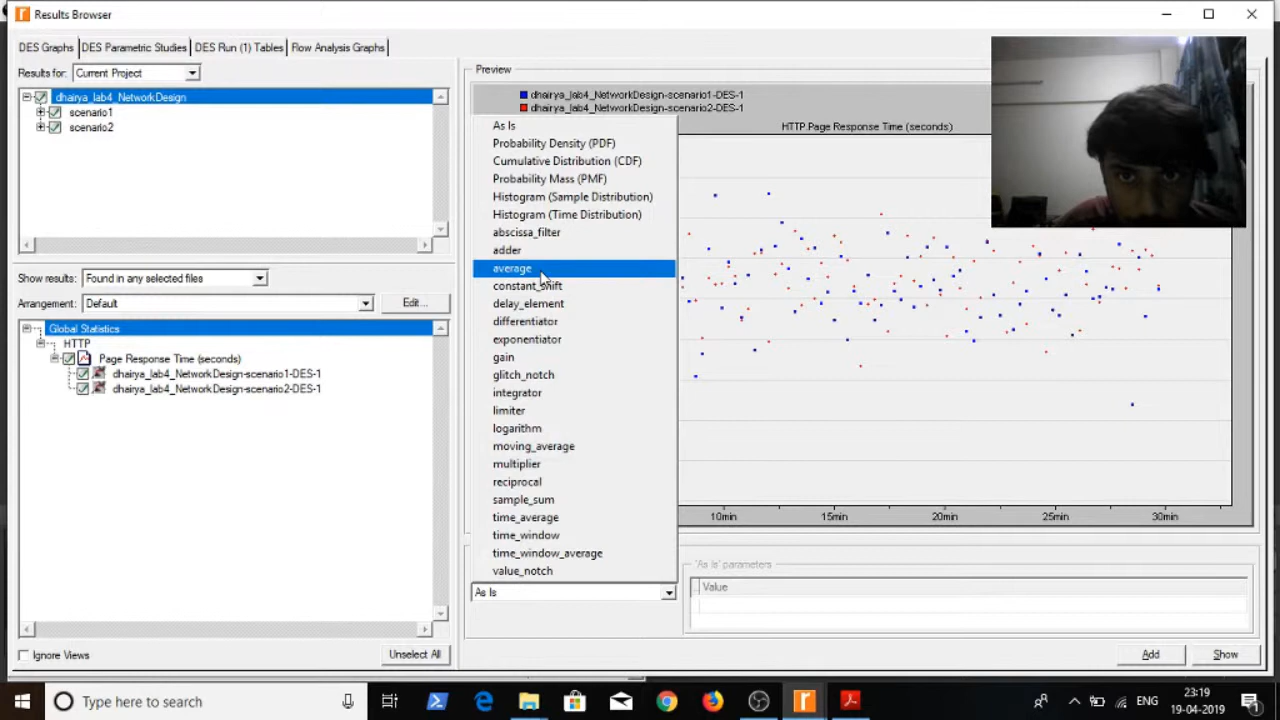 Results Browser
DES Graphs
DES Parametric Studies
DES Run (1) Tables
Flow Analysis Graphs
Results for:
Current Project
dhairya_lab4_NetworkDesign
scenario1
scenario2
Show results:
Found in any selected files
Arrangement:
Default
Edit...
Global Statistics
HTTP
Page Response Time (seconds)
dhairya_lab4_NetworkDesign-scenario1-DES-1
dhairya_lab4_NetworkDesign-scenario2-DES-1
Ignore Views
Unselect All
Preview
dhairya_lab4_NetworkDesign-scenario1-DES-1
dhairya_lab4_NetworkDesign-scenario2-DES-1
HTTP.Page Response Time (seconds)
As Is
Probability Density (PDF)
Cumulative Distribution (CDF)
Probability Mass (PMF)
Histogram (Sample Distribution)
Histogram (Time Distribution)
abscissa_filter
adder
average
constant_shift
delay_element
differentiator
exponentiator
gain
glitch_notch
integrator
limiter
logarithm
moving_average
multiplier
reciprocal
sample_sum
time_average
time_window
time_window_average
value_notch
10min
15min
20min
25min
30min
As Is
'As Is' parameters
Value
Add
Show
Type here to search
ENG
23:19
19-04-2019